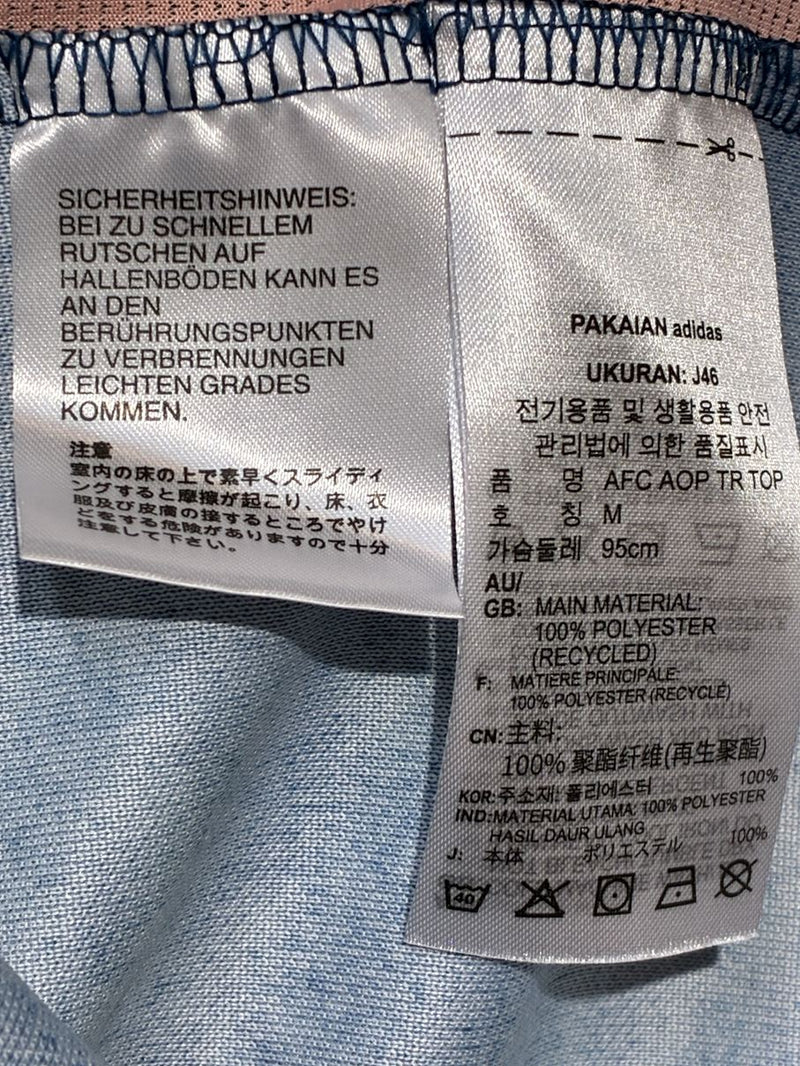 SICHERHEITSHINWEIS:
BEI ZU SCHNELLEM
RUTSCHEN AUF
HALLENBÖDEN KANN ES
AN DEN
BERÜHRUNGSPUNKTEN
ZU VERBRENNUNGEN
LEICHTEN GRADES
KOMMEN.
注意
室内の床の上で素早くスライディ
ングすると摩擦が起こり、床、衣
服及び皮膚の接するところでやけ
どをする危険がありますので十分
注意して下さい。
PAKAIAN adidas
UKURAN: J46
전기용품 및 생활용품 안전
관리법에 의한 품질표시
품 명 AFC AOP TR TOP
호 칭 M
가슴둘레 95cm
AU/
GB: MAIN MATERIAL:
100% POLYESTER
(RECYCLED)
F: MATIERE PRINCIPALE:
100% POLYESTER (RECYCLÉ)
CN: 主料:
100% 聚酯纤维(再生聚酯)
KOR: 주소재: 폴리에스터 100%
IND: MATERIAL UTAMA: 100% POLYESTER
HASIL DAUR ULANG
J: 本体 ポリエステル 100%
40